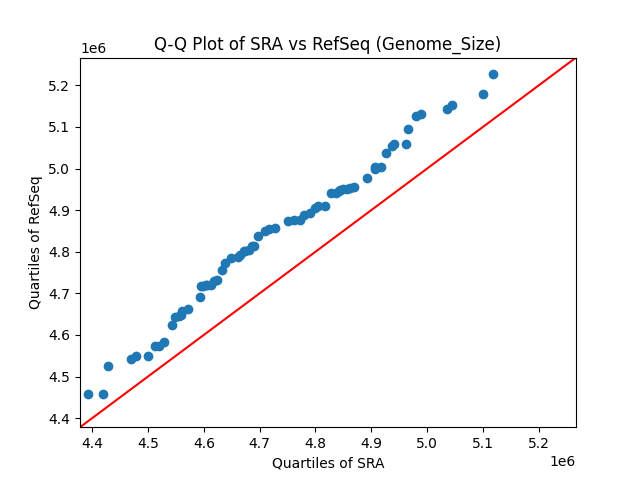 Q-Q Plot of SRA vs RefSeq (Genome_Size)
1e6
5.2
5.1
5.0
4.9
4.8
4.7
4.6
4.5
4.4
Quartiles of RefSeq
4.4 4.5 4.6 4.7 4.8 4.9 5.0 5.1 5.2
Quartiles of SRA
1e6